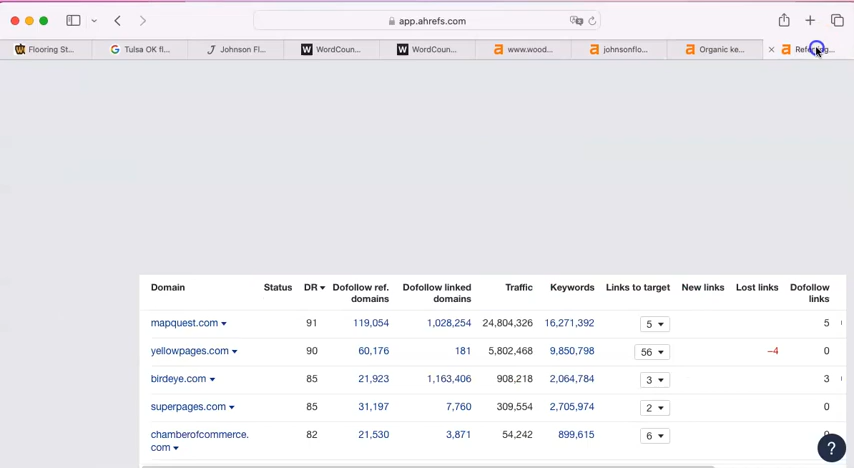 app.ahrefs.com
Flooring St...
Tulsa OK fl...
Johnson Fl...
WordCoun...
WordCoun...
www.wood...
johnsonflo...
Organic ke...
Domain Status DR Dofollow ref. domains Dofollow linked domains Traffic Keywords Links to target New links Lost links Dofollow links
mapquest.com 91 119,054 1,028,254 24,804,326 16,271,392 5 5
yellowpages.com 90 60,176 181 5,802,468 9,850,798 56 −4 0
birdeye.com 85 21,923 1,163,406 908,218 2,064,784 3 3
superpages.com 85 31,197 7,760 309,554 2,705,974 2 0
chamberofcommerce.
com 82 21,530 3,871 54,242 899,615 6
?